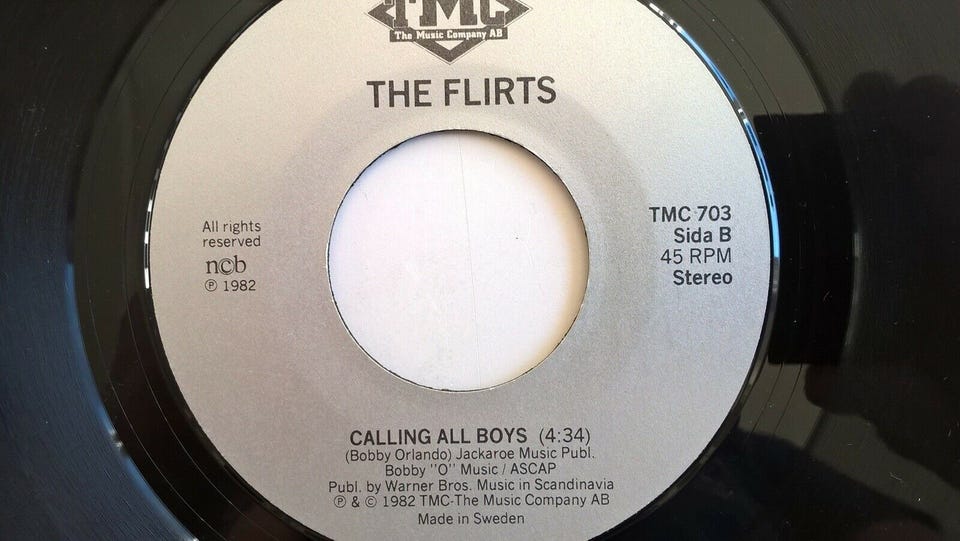 TMC
The Music Company AB
THE FLIRTS
All rights
reserved
ncb
℗ 1982
TMC 703
Sida B
45 RPM
Stereo
CALLING ALL BOYS (4:34)
(Bobby Orlando) Jackaroe Music Publ.
Bobby "O" Music / ASCAP
Publ. by Warner Bros. Music in Scandinavia
℗ & © 1982 TMC-The Music Company AB
Made in Sweden